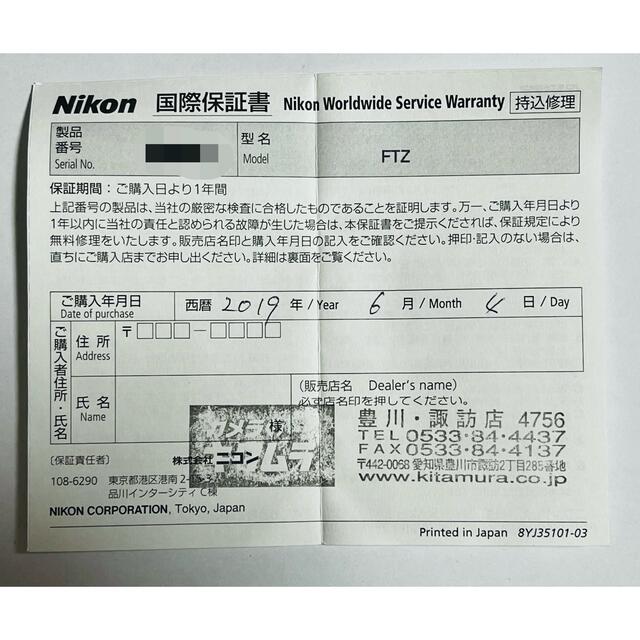 Nikon 国際保証書 Nikon Worldwide Service Warranty 持込修理
製品番号 Serial No. 型名 Model FTZ
保証期間：ご購入日より1年間
上記番号の製品は、当社の厳密な検査に合格したものであることを証明します。万一、ご購入年月日より
1年以内に当社の責任と認められる故障が生じた場合は、本保証書をご提示くだされば、保証規定により
無料修理をいたします。販売店名印と購入年月日の記入をご確認ください。押印・記入のない場合は、
直ちにご購入店までお申し出ください。詳細は裏面をご覧ください。
ご購入年月日 Date of purchase 西暦 2019 年 / Year 6 月 / Month 4 日 / Day
ご購入者住所・氏名
住所 Address 〒□□□－□□□□
氏名 Name 様
(販売店名 Dealer's name)
必ず店名印を押してください。
カメラの
キタムラ
豊川・諏訪店 4756
TEL 0533-84-4437
FAX 0533-84-4137
〒442-0068 愛知県豊川市諏訪2丁目285番地
www.kitamura.co.jp
〔保証責任者〕 株式会社 ニコン
108-6290 東京都港区港南 2-15-3
品川インターシティ C棟
NIKON CORPORATION, Tokyo, Japan
Printed in Japan 8YJ35101-03